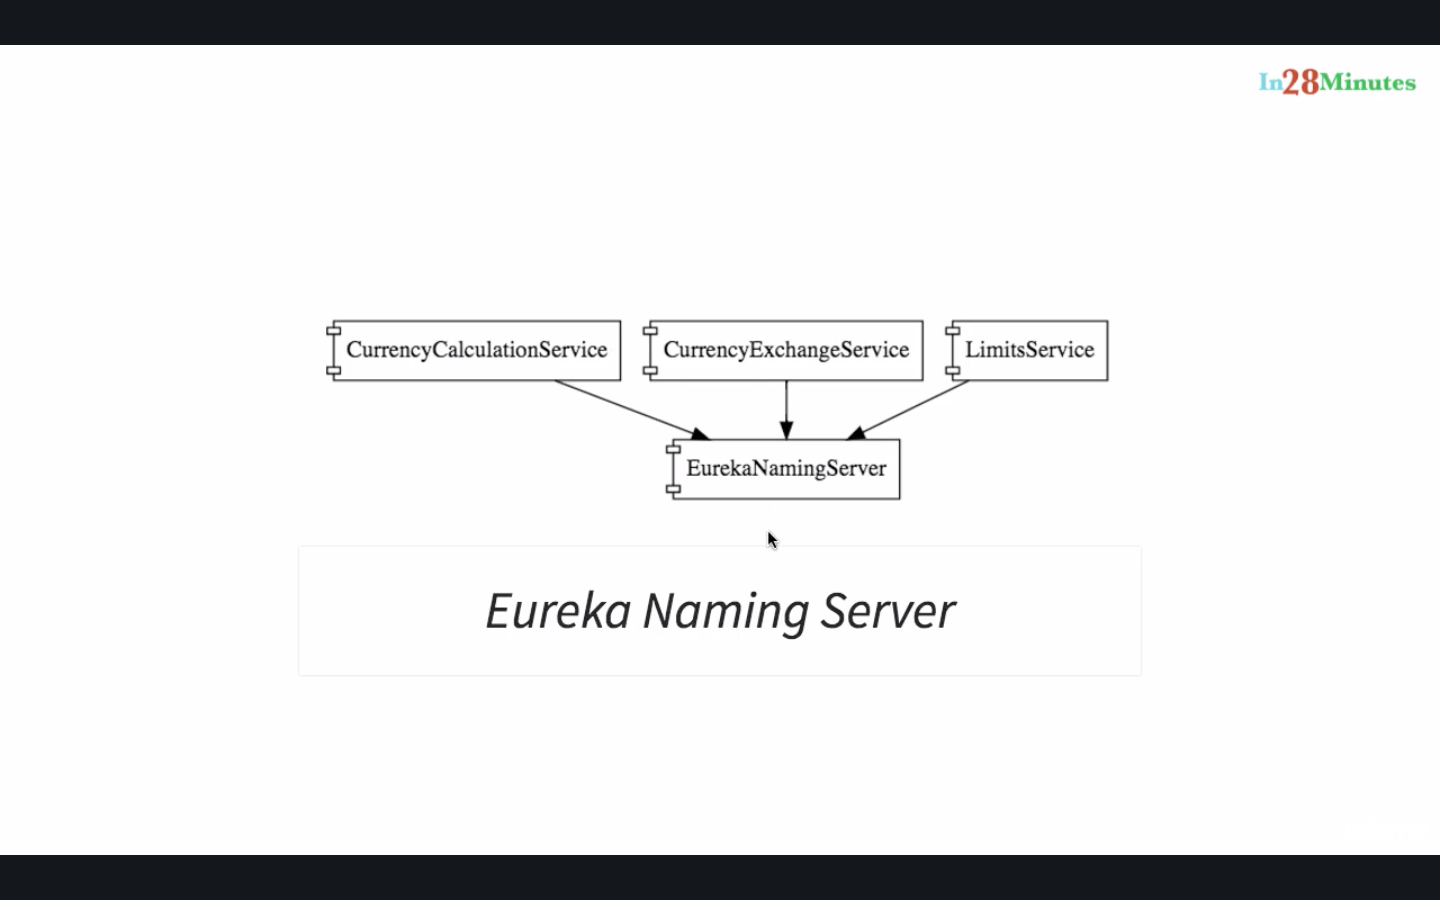 In28Minutes
CurrencyCalculationService
CurrencyExchangeService
LimitsService
EurekaNamingServer
Eureka Naming Server